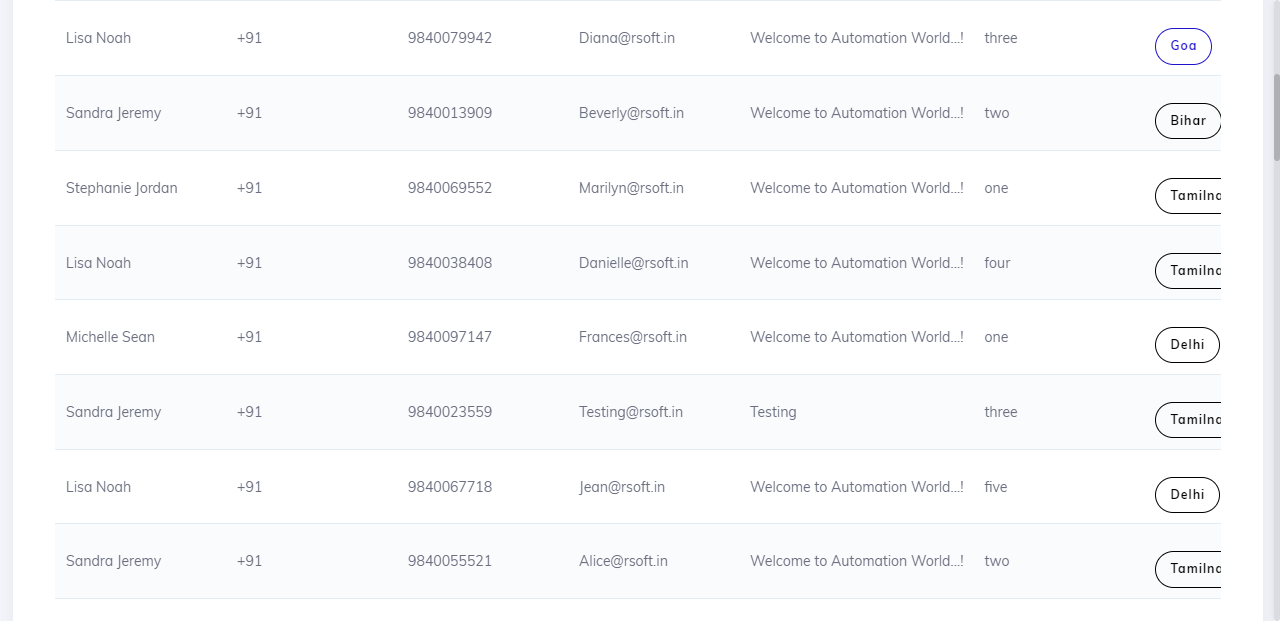 Lisa Noah +91 9840079942 Diana@rsoft.in Welcome to Automation World...! three Goa
Sandra Jeremy +91 9840013909 Beverly@rsoft.in Welcome to Automation World...! two Bihar
Stephanie Jordan +91 9840069552 Marilyn@rsoft.in Welcome to Automation World...! one Tamilna
Lisa Noah +91 9840038408 Danielle@rsoft.in Welcome to Automation World...! four Tamilna
Michelle Sean +91 9840097147 Frances@rsoft.in Welcome to Automation World...! one Delhi
Sandra Jeremy +91 9840023559 Testing@rsoft.in Testing three Tamilna
Lisa Noah +91 9840067718 Jean@rsoft.in Welcome to Automation World...! five Delhi
Sandra Jeremy +91 9840055521 Alice@rsoft.in Welcome to Automation World...! two Tamilna